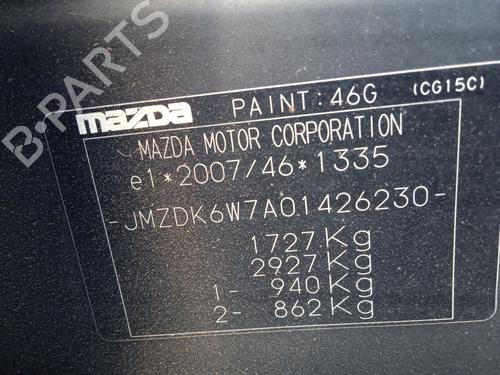 B-PARTS
mazda PAINT:46G (CG15C)
MAZDA MOTOR CORPORATION
e1*2007/46*1335
-JMZDK6W7A01426230-
1727Kg
2927Kg
1- 940Kg
2- 862Kg